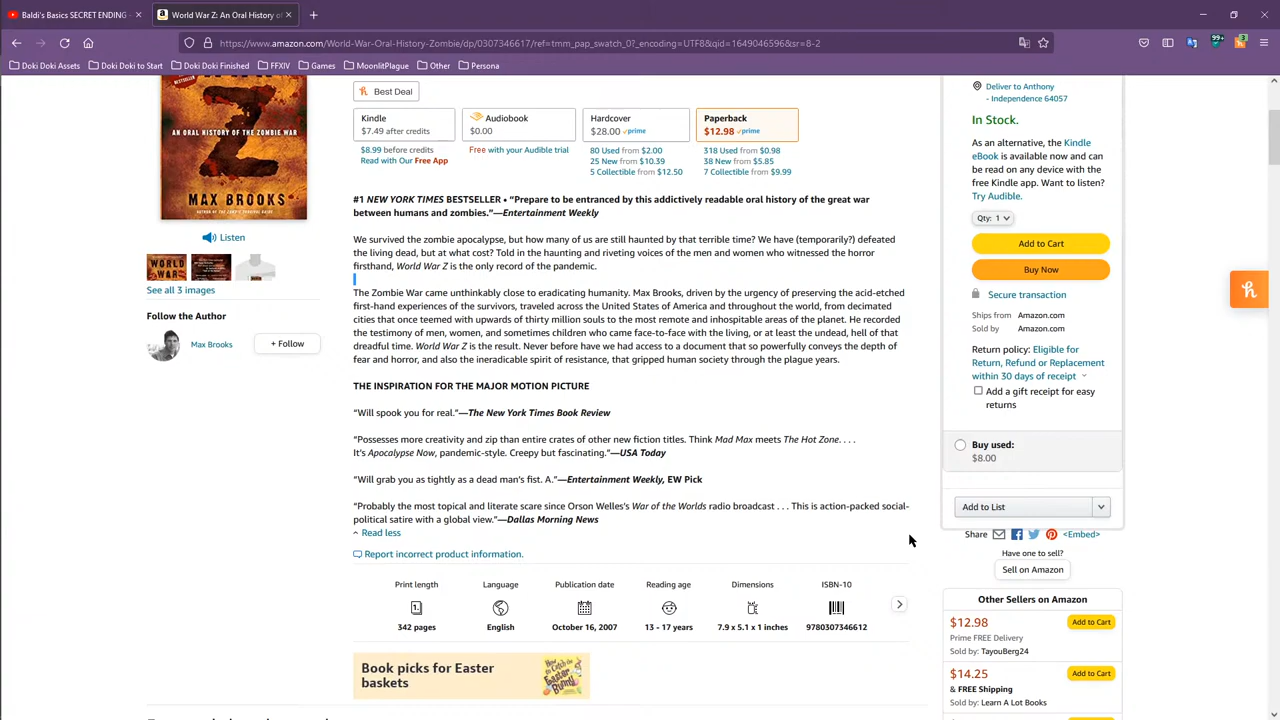 Baldi's Basics SECRET ENDING -
World War Z: An Oral History of
https://www.amazon.com/World-War-Oral-History-Zombie/dp/0307346617/ref=tmm_pap_swatch_0?_encoding=UTF8&qid=1649046596&sr=8-2
99+
Doki Doki Assets
Doki Doki to Start
Doki Doki Finished
FFXIV
Games
MoonlitPlague
Other
Persona
AN ORAL HISTORY OF THE ZOMBIE WAR
MAX BROOKS
Listen
WORLD WAR
See all 3 images
Follow the Author
Max Brooks
+ Follow
Best Deal
Kindle
$7.49 after credits
$8.99 before credits
Read with Our Free App
Audiobook
$0.00
Free with your Audible trial
Hardcover
$28.00 prime
80 Used from $2.00
25 New from $10.39
5 Collectible from $12.50
Paperback
$12.98 prime
318 Used from $0.98
38 New from $5.85
7 Collectible from $9.99
#1 NEW YORK TIMES BESTSELLER • “Prepare to be entranced by this addictively readable oral history of the great war
between humans and zombies.”—Entertainment Weekly
We survived the zombie apocalypse, but how many of us are still haunted by that terrible time? We have (temporarily?) defeated
the living dead, but at what cost? Told in the haunting and riveting voices of the men and women who witnessed the horror
firsthand, World War Z is the only record of the pandemic.
The Zombie War came unthinkably close to eradicating humanity. Max Brooks, driven by the urgency of preserving the acid-etched
first-hand experiences of the survivors, traveled across the United States of America and throughout the world, from decimated
cities that once teemed with upwards of thirty million souls to the most remote and inhospitable areas of the planet. He recorded
the testimony of men, women, and sometimes children who came face-to-face with the living, or at least the undead, hell of that
dreadful time. World War Z is the result. Never before have we had access to a document that so powerfully conveys the depth of
fear and horror, and also the ineradicable spirit of resistance, that gripped human society through the plague years.
THE INSPIRATION FOR THE MAJOR MOTION PICTURE
“Will spook you for real.”—The New York Times Book Review
“Possesses more creativity and zip than entire crates of other new fiction titles. Think Mad Max meets The Hot Zone. . . .
It’s Apocalypse Now, pandemic-style. Creepy but fascinating.”—USA Today
“Will grab you as tightly as a dead man’s fist. A.”—Entertainment Weekly, EW Pick
“Probably the most topical and literate scare since Orson Welles’s War of the Worlds radio broadcast . . . This is action-packed social-
political satire with a global view.”—Dallas Morning News
Read less
Report incorrect product information.
Print length
342 pages
Language
English
Publication date
October 16, 2007
Reading age
13 - 17 years
Dimensions
7.9 x 5.1 x 1 inches
ISBN-10
9780307346612
Book picks for Easter
baskets
Deliver to Anthony
- Independence 64057
In Stock.
As an alternative, the Kindle
eBook is available now and can
be read on any device with the
free Kindle app. Want to listen?
Try Audible.
Qty: 1
Add to Cart
Buy Now
Secure transaction
Ships from Amazon.com
Sold by Amazon.com
Return policy: Eligible for
Return, Refund or Replacement
within 30 days of receipt
Add a gift receipt for easy
returns
Buy used:
$8.00
Add to List
Share <Embed>
Have one to sell?
Sell on Amazon
Other Sellers on Amazon
$12.98
Add to Cart
Prime FREE Delivery
Sold by: TayouBerg24
$14.25
Add to Cart
& FREE Shipping
Sold by: Learn A Lot Books